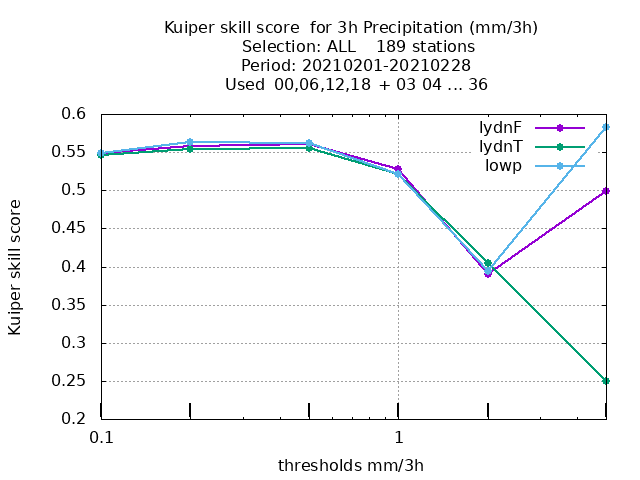 Kuiper skill score  for 3h Precipitation (mm/3h)
Selection: ALL    189 stations
Period: 20210201-20210228
Used  00,06,12,18  + 03 04 ... 36
0.6
0.55
0.5
0.45
0.4
0.35
0.3
0.25
0.2
Kuiper skill score
lydnF
lydnT
lowp
0.1
1
thresholds mm/3h